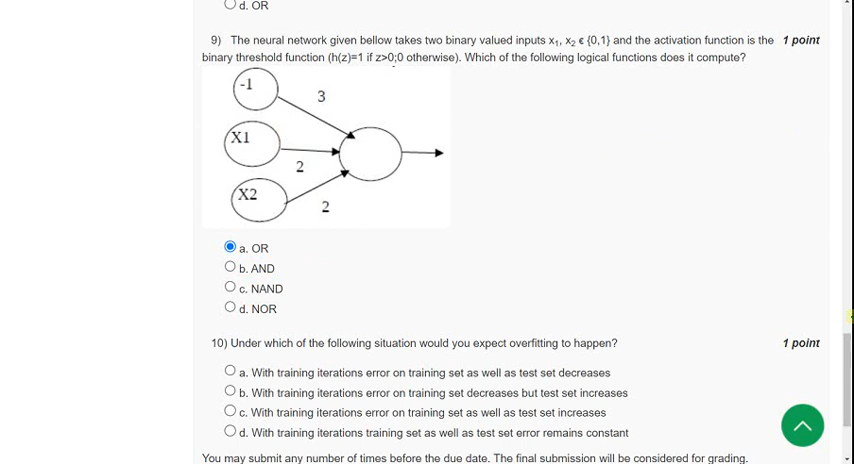 d. OR
9) The neural network given bellow takes two binary valued inputs x₁, x₂ ϵ {0,1} and the activation function is the 1 point
binary threshold function (h(z)=1 if z>0;0 otherwise). Which of the following logical functions does it compute?
-1
3
X1
2
X2
2
a. OR
b. AND
c. NAND
d. NOR
10) Under which of the following situation would you expect overfitting to happen? 1 point
a. With training iterations error on training set as well as test set decreases
b. With training iterations error on training set decreases but test set increases
c. With training iterations error on training set as well as test set increases
d. With training iterations training set as well as test set error remains constant
You may submit any number of times before the due date. The final submission will be considered for grading.